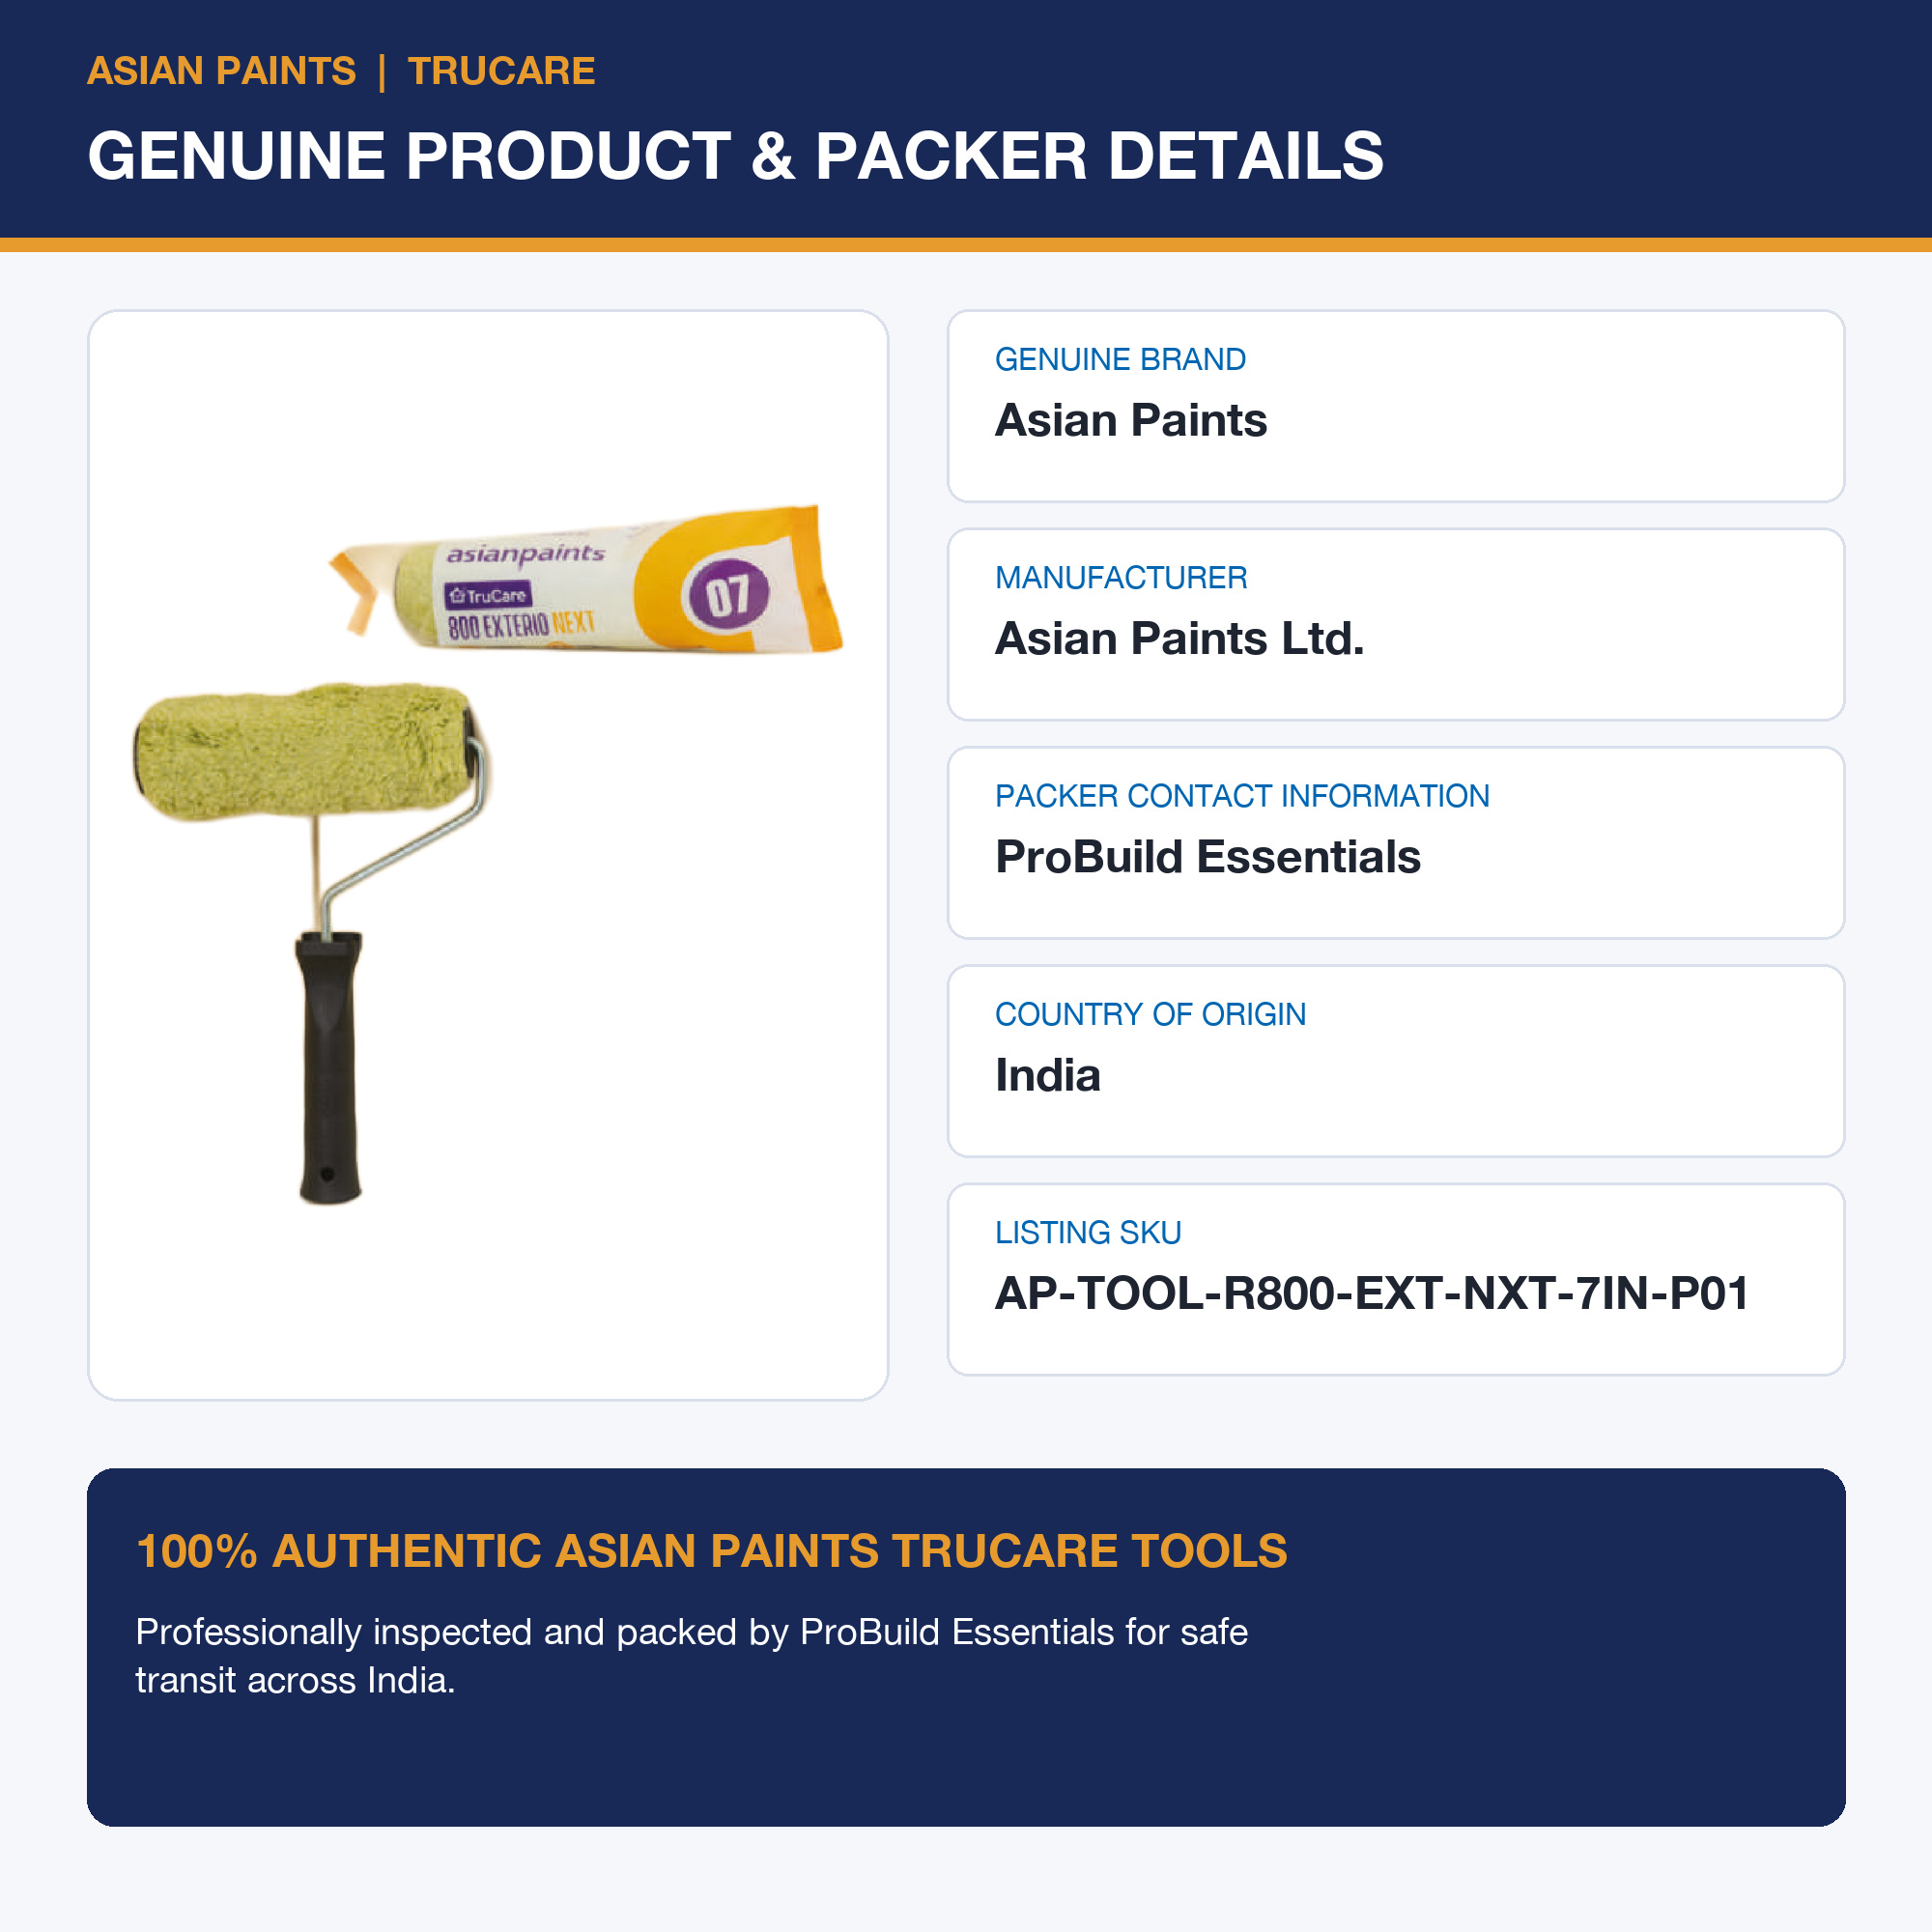 ASIAN PAINTS | TRUCARE
GENUINE PRODUCT & PACKER DETAILS
asianpaints
TruCare
800 EXTERIO NEXT
07
GENUINE BRAND
Asian Paints
MANUFACTURER
Asian Paints Ltd.
PACKER CONTACT INFORMATION
ProBuild Essentials
COUNTRY OF ORIGIN
India
LISTING SKU
AP-TOOL-R800-EXT-NXT-7IN-P01
100% AUTHENTIC ASIAN PAINTS TRUCARE TOOLS
Professionally inspected and packed by ProBuild Essentials for safe
transit across India.